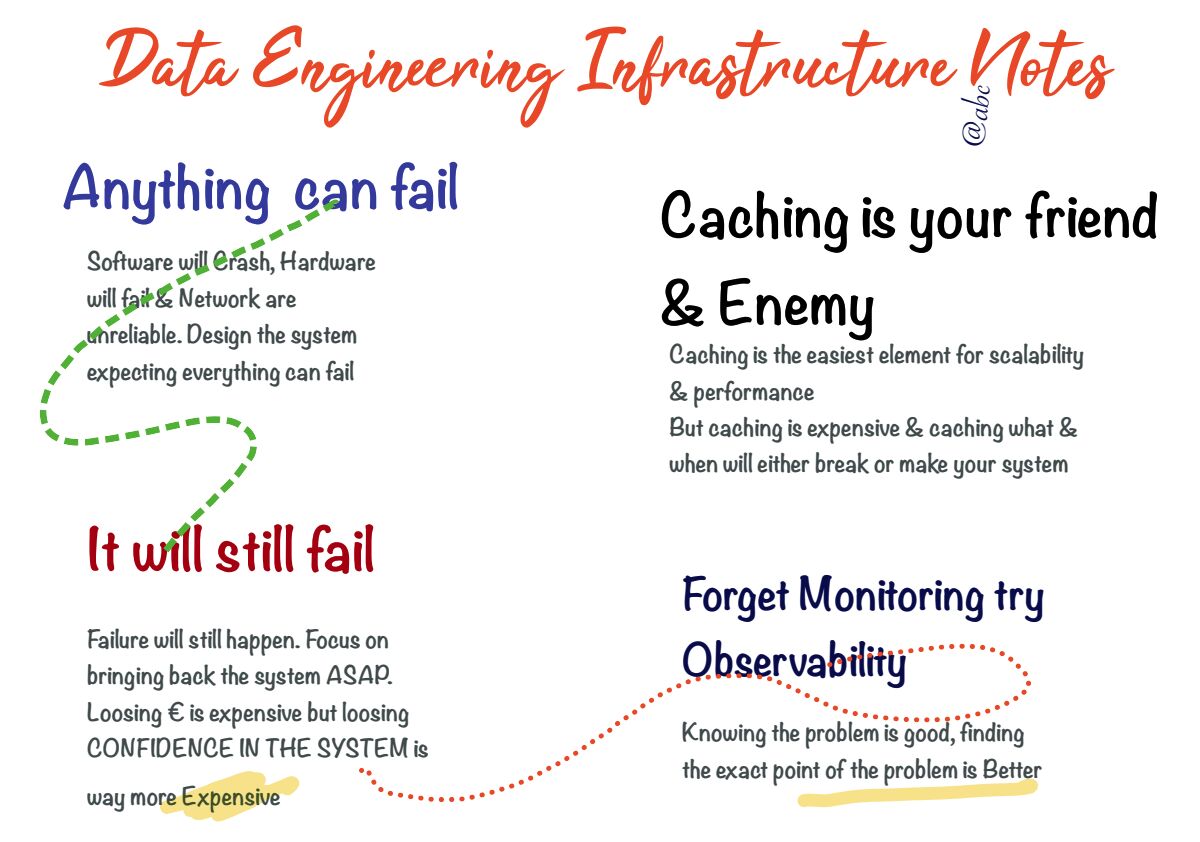 Data Engineering Infrastructure Notes
@abc
Anything can fail
Software will Crash, Hardware
will fail & Network are
unreliable. Design the system
expecting everything can fail
It will still fail
Failure will still happen. Focus on
bringing back the system ASAP.
Loosing € is expensive but loosing
CONFIDENCE IN THE SYSTEM is
way more Expensive
Caching is your friend
& Enemy
Caching is the easiest element for scalability
& performance
But caching is expensive & caching what &
when will either break or make your system
Forget Monitoring try
Observability
Knowing the problem is good, finding
the exact point of the problem is Better